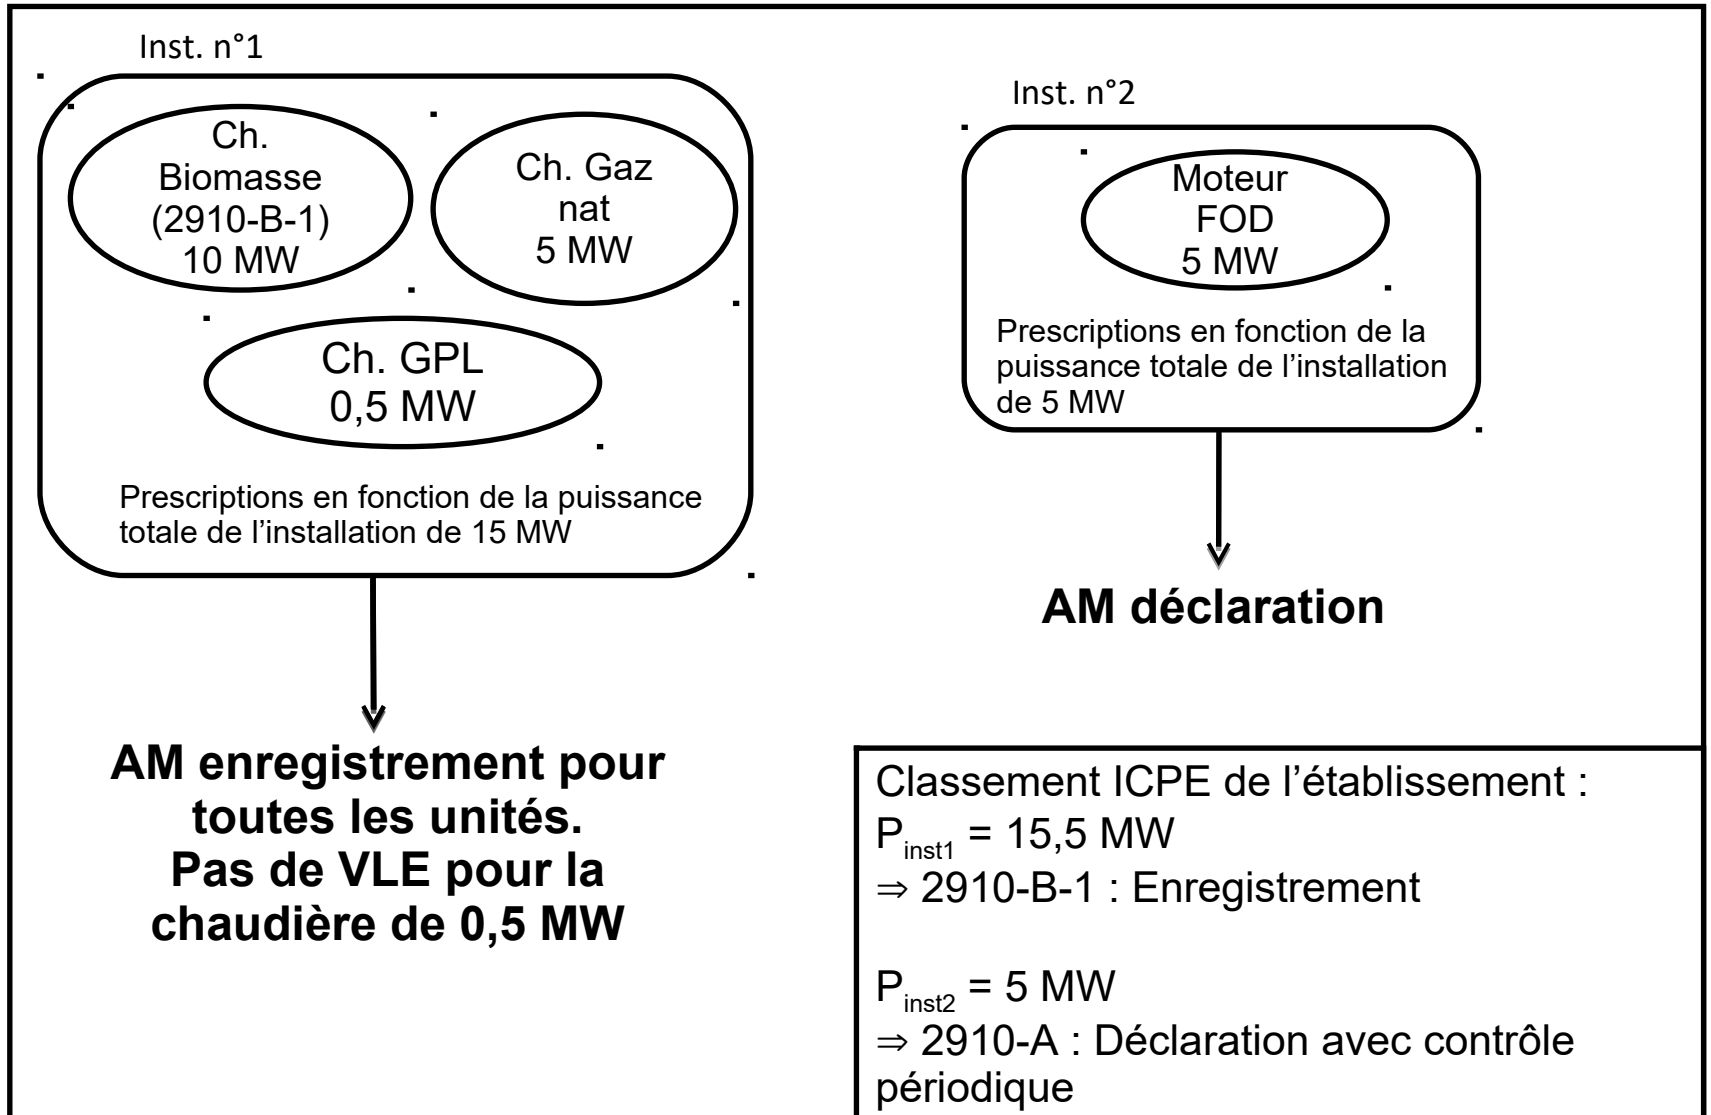 Inst. n°1
Ch.
Biomasse
(2910-B-1)
10 MW
Ch. Gaz
nat
5 MW
Ch. GPL
0,5 MW
Prescriptions en fonction de la puissance
totale de l’installation de 15 MW
AM enregistrement pour
toutes les unités.
Pas de VLE pour la
chaudière de 0,5 MW
Inst. n°2
Moteur
FOD
5 MW
Prescriptions en fonction de la
puissance totale de l’installation
de 5 MW
AM déclaration
Classement ICPE de l’établissement :
Pinst1 = 15,5 MW
⇒ 2910-B-1 : Enregistrement
Pinst2 = 5 MW
⇒ 2910-A : Déclaration avec contrôle
périodique